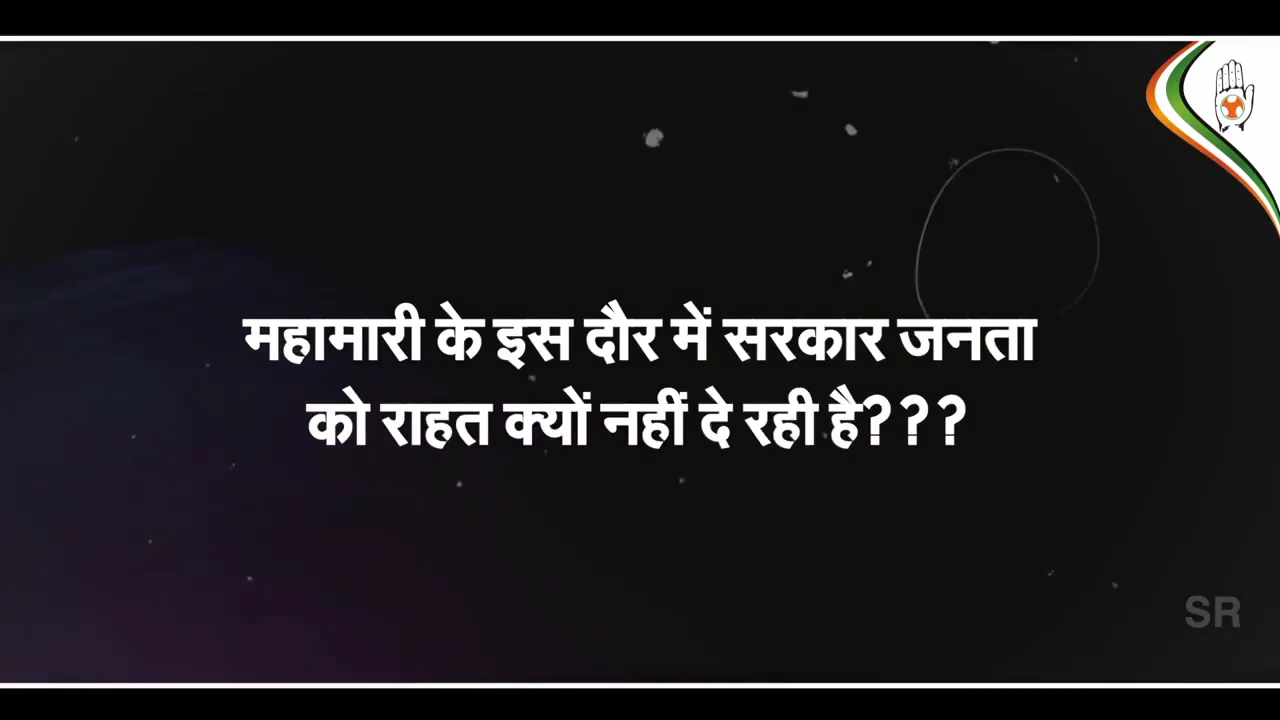 महामारी के इस दौर में सरकार जनता
को राहत क्यों नहीं दे रही है???
SR